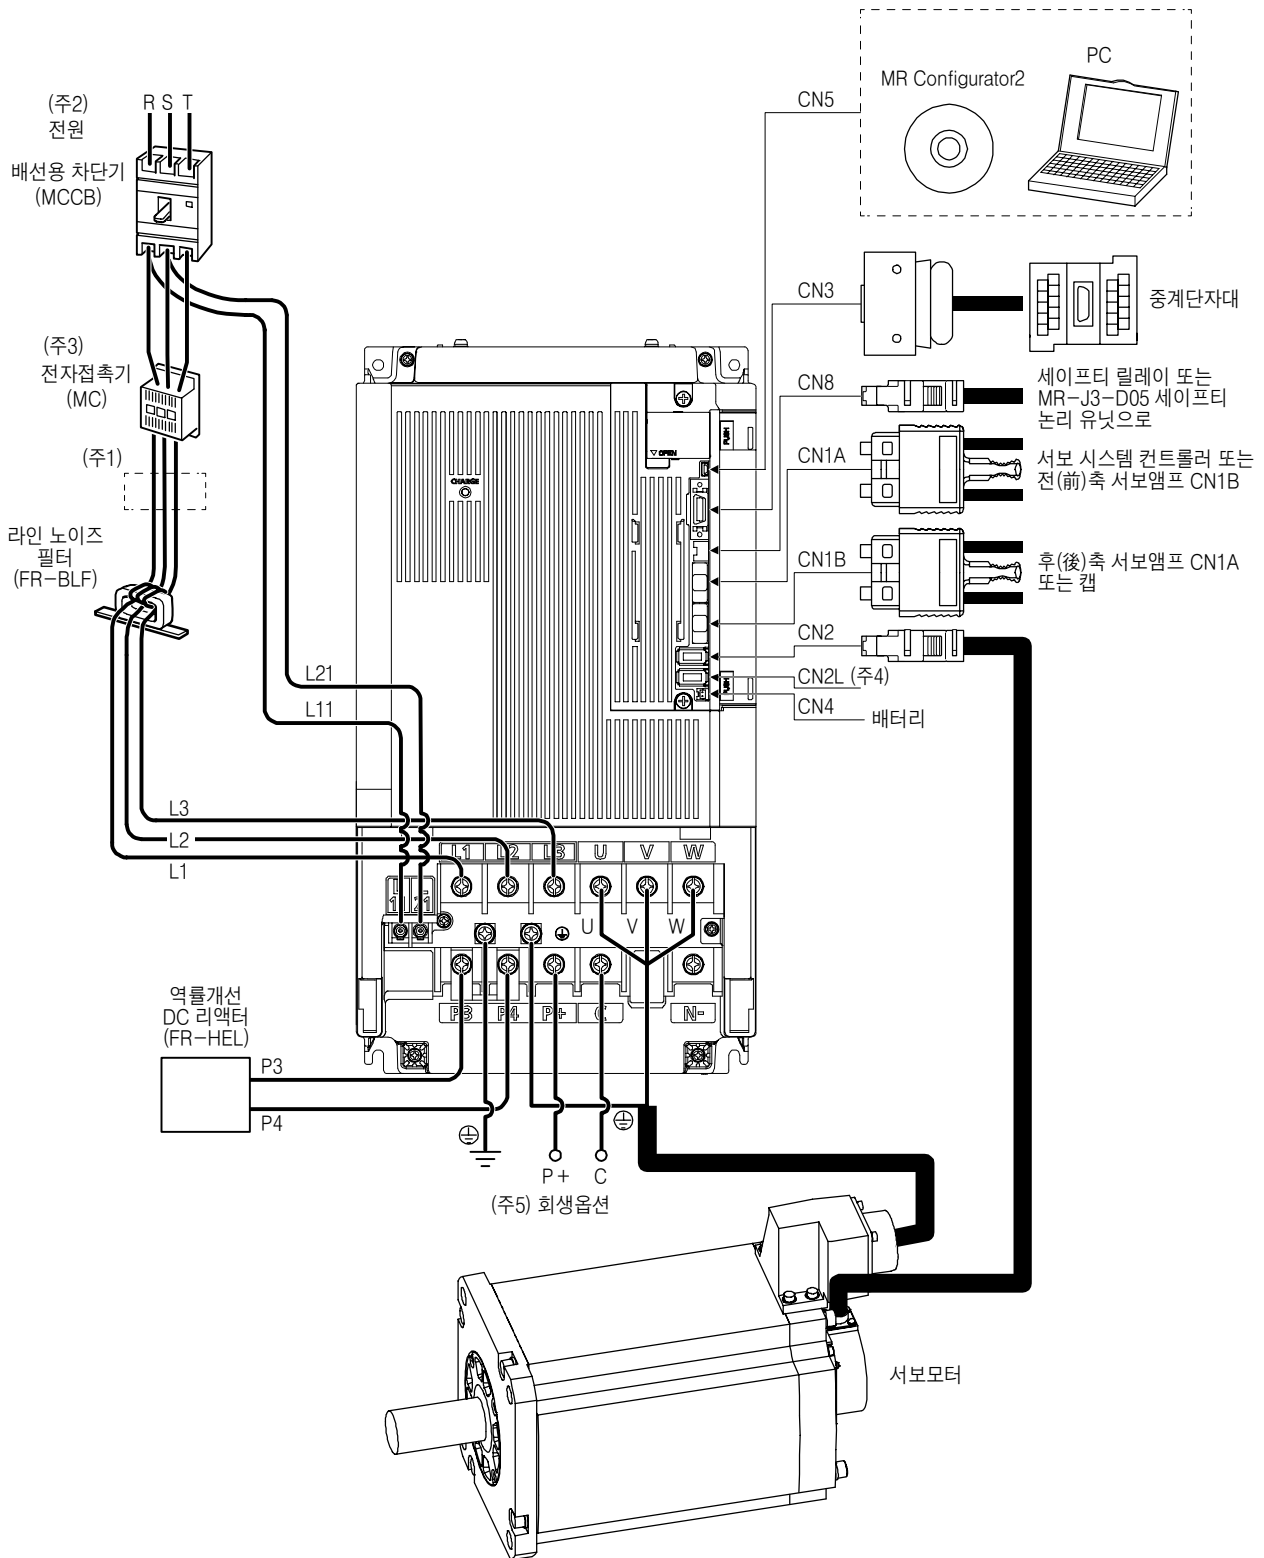 PC
MR Configurator2
CN5
(주2)
전원
R S T
배선용 차단기
(MCCB)
CN3
중계단자대
(주3)
전자접촉기
(MC)
CN8
세이프티 릴레이 또는
MR-J3-D05 세이프티
논리 유닛으로
PUSH
▽OPEN
CHARGE
(주1)
CN1A
서보 시스템 컨트롤러 또는
전(前)축 서보앰프 CN1B
라인 노이즈
필터
(FR-BLF)
CN1B
후(後)축 서보앰프 CN1A
또는 캡
CN2
CN2L (주4)
PUSH
CN4
배터리
L21
L11
L3
L2
L1
L1 L2 L3 U V W
L11 L21
U V W
P3 P4 P+ C N-
역률개선
DC 리액터
(FR-HEL)
P3
P4
P+ C
(주5) 회생옵션
서보모터